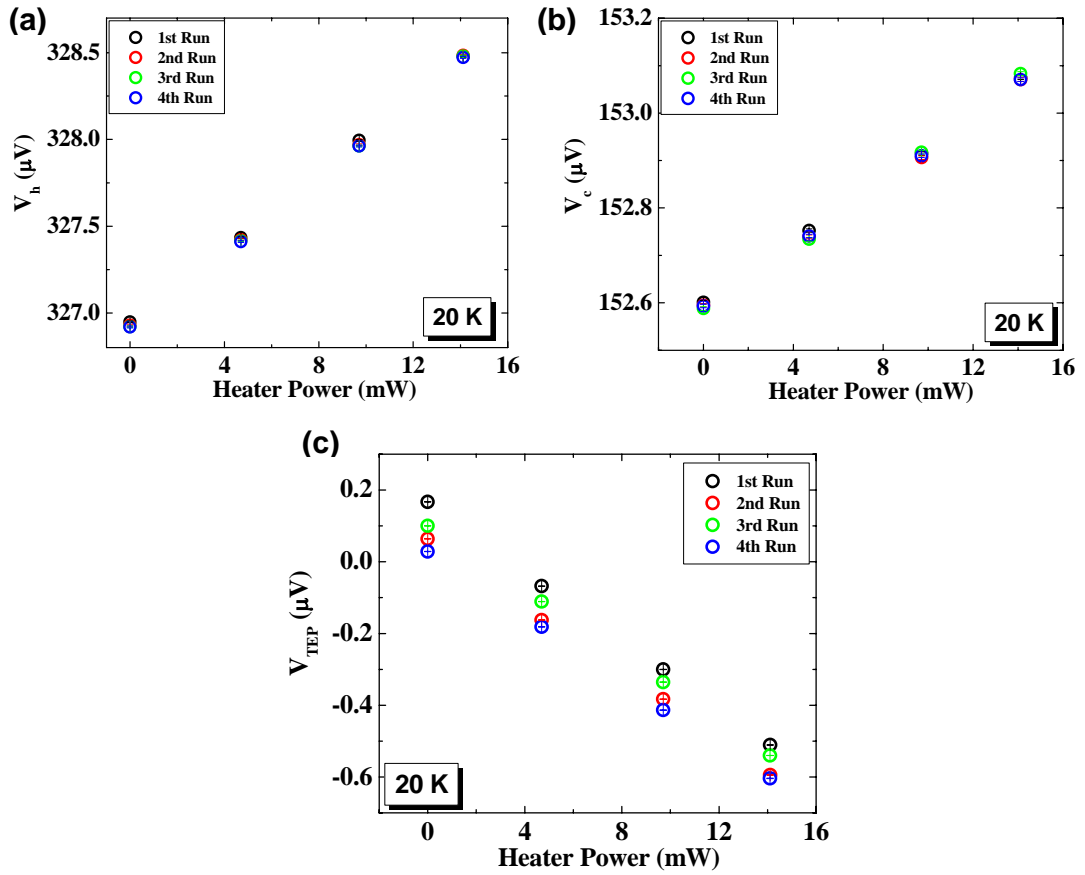 (a)
1st Run
2nd Run
3rd Run
4th Run
328.5
328.0
327.5
327.0
V_h (μV)
20 K
0 4 8 12 16
Heater Power (mW)
(b)
1st Run
2nd Run
3rd Run
4th Run
153.2
153.0
152.8
152.6
V_c (μV)
20 K
0 4 8 12 16
Heater Power (mW)
(c)
1st Run
2nd Run
3rd Run
4th Run
0.2
0.0
-0.2
-0.4
-0.6
V_TEP (μV)
20 K
0 4 8 12 16
Heater Power (mW)